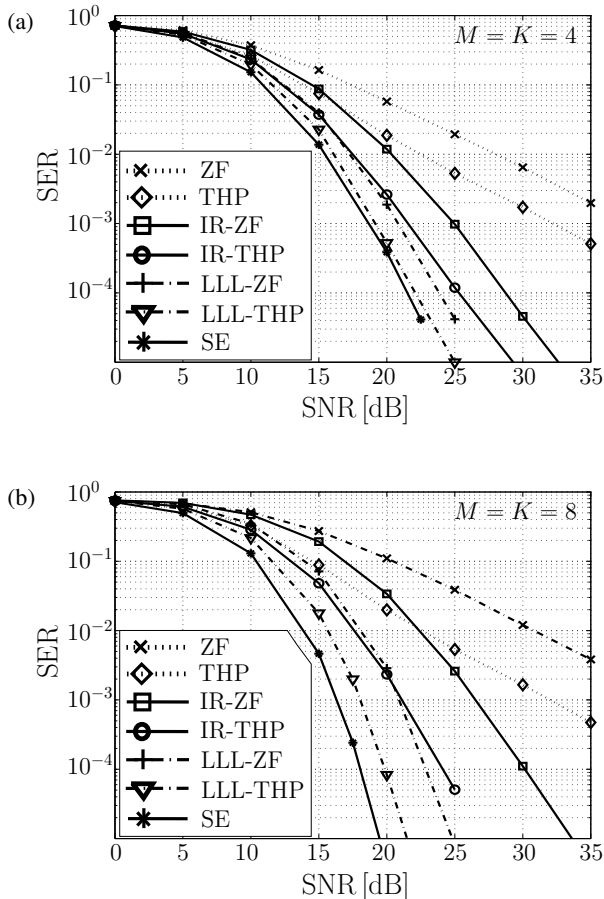 (a)
M = K = 4
10^0
10^{-1}
10^{-2}
10^{-3}
10^{-4}
SER
ZF
THP
IR-ZF
IR-THP
LLL-ZF
LLL-THP
SE
0 5 10 15 20 25 30 35
SNR [dB]
(b)
M = K = 8
10^0
10^{-1}
10^{-2}
10^{-3}
10^{-4}
SER
ZF
THP
IR-ZF
IR-THP
LLL-ZF
LLL-THP
SE
0 5 10 15 20 25 30 35
SNR [dB]